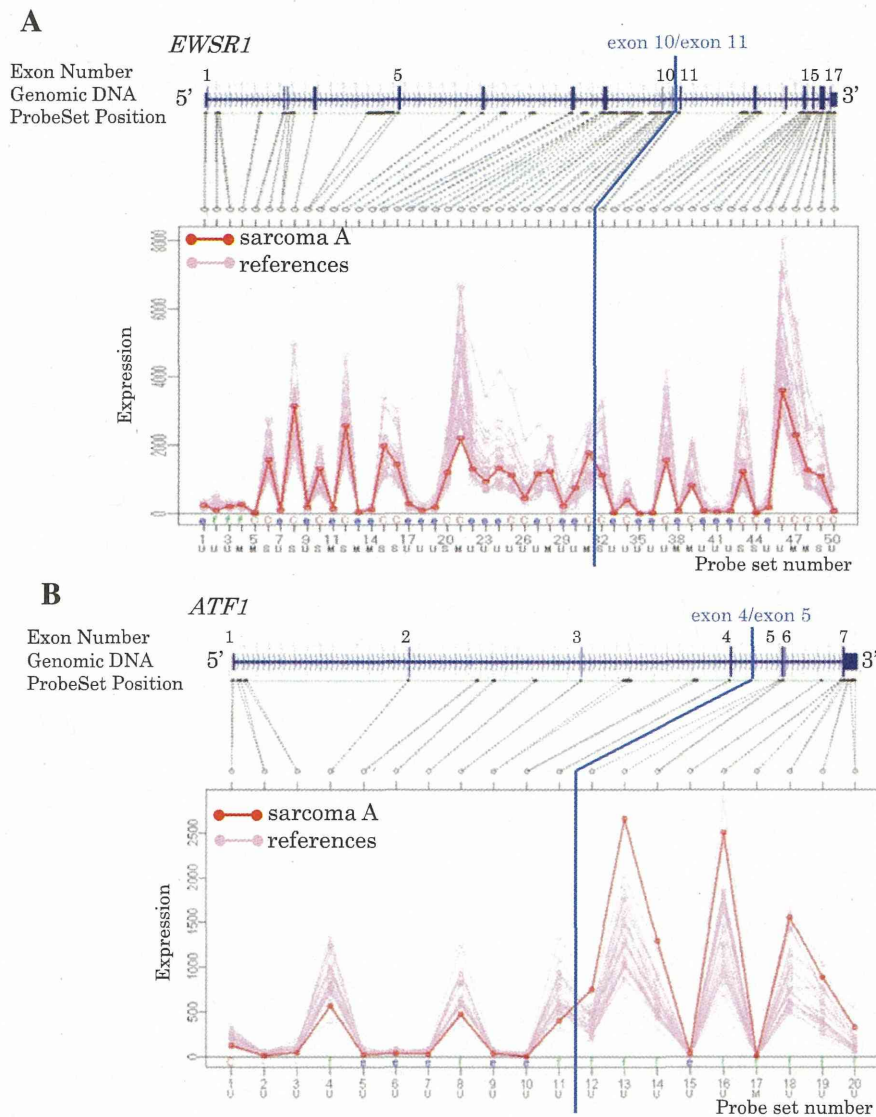 A
EWSR1
exon 10/exon 11
Exon Number 1 5 10 11 15 17
Genomic DNA 5' 3'
ProbeSet Position
sarcoma A
references
Expression
8000
6000
4000
2000
0
1 3 5 7 9 11 14 17 20 23 26 29 32 35 38 41 44 47 50
Probe set number
B
ATF1
exon 4/exon 5
Exon Number 1 2 3 4 5 6 7
Genomic DNA 5' 3'
ProbeSet Position
sarcoma A
references
Expression
2500
2000
1500
1000
500
0
1 2 3 4 5 6 7 8 9 10 11 12 13 14 15 16 17 18 19 20
U U U U U U U U U U U U U U U U M U U U
Probe set number